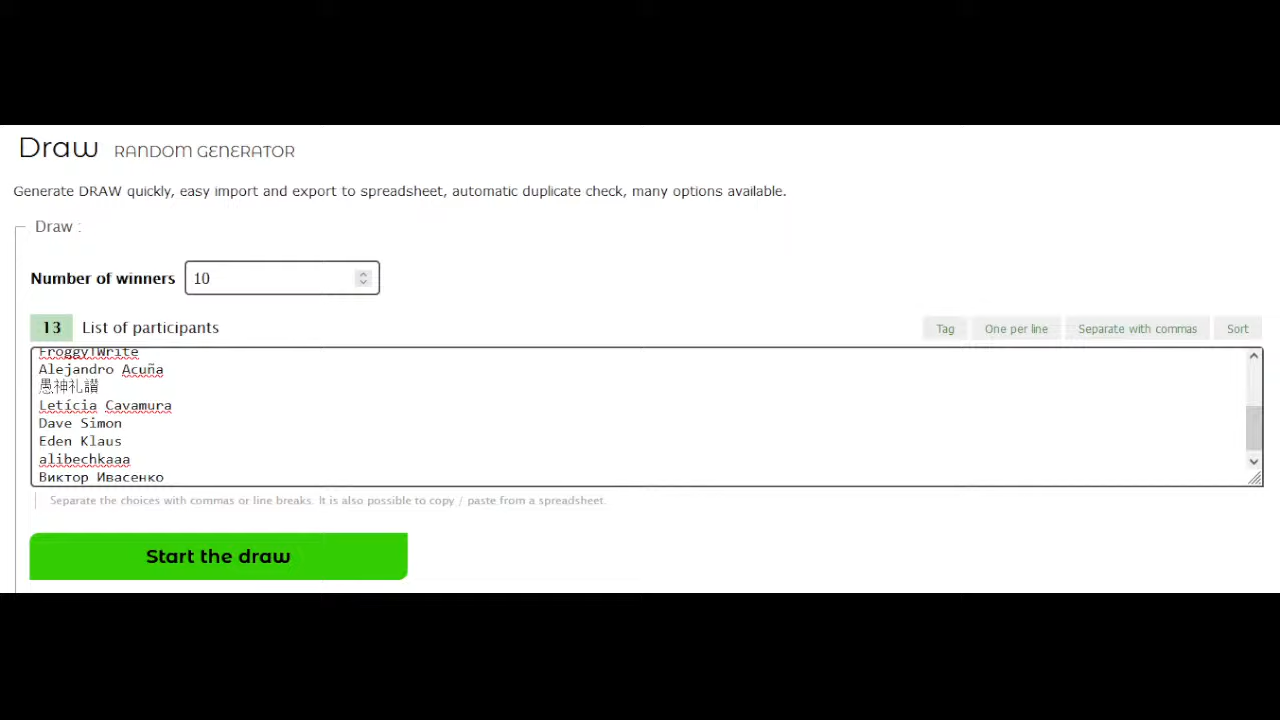 Draw RANDOM GENERATOR
Generate DRAW quickly, easy import and export to spreadsheet, automatic duplicate check, many options available.
Draw :
Number of winners 10
13 List of participants Tag One per line Separate with commas Sort
FroggyTWrite
Alejandro Acuña
愚神礼讃
Letícia Cavamura
Dave Simon
Eden Klaus
alibechkaaa
Виктор Ивасенко
Separate the choices with commas or line breaks. It is also possible to copy / paste from a spreadsheet.
Start the draw